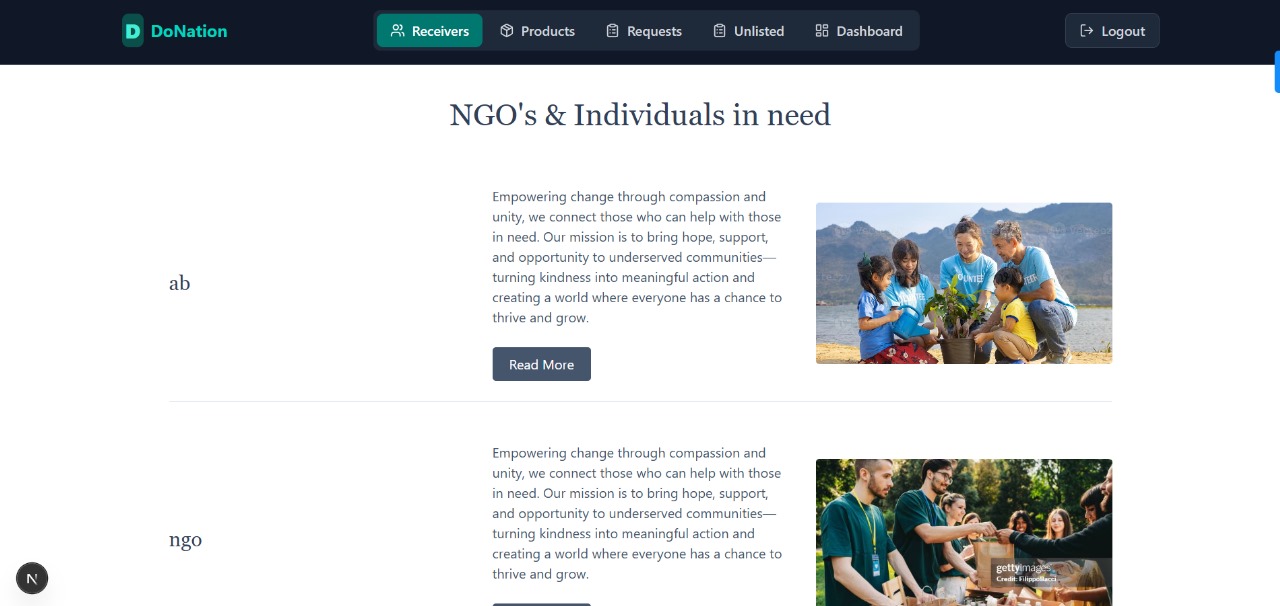 D DoNation
Receivers
Products
Requests
Unlisted
Dashboard
Logout
NGO's & Individuals in need
ab
Empowering change through compassion and
unity, we connect those who can help with those
in need. Our mission is to bring hope, support,
and opportunity to underserved communities—
turning kindness into meaningful action and
creating a world where everyone has a chance to
thrive and grow.
Read More
ngo
Empowering change through compassion and
unity, we connect those who can help with those
in need. Our mission is to bring hope, support,
and opportunity to underserved communities—
turning kindness into meaningful action and
creating a world where everyone has a chance to
thrive and grow.
gettyimages
Credit: FilippoBacci
N